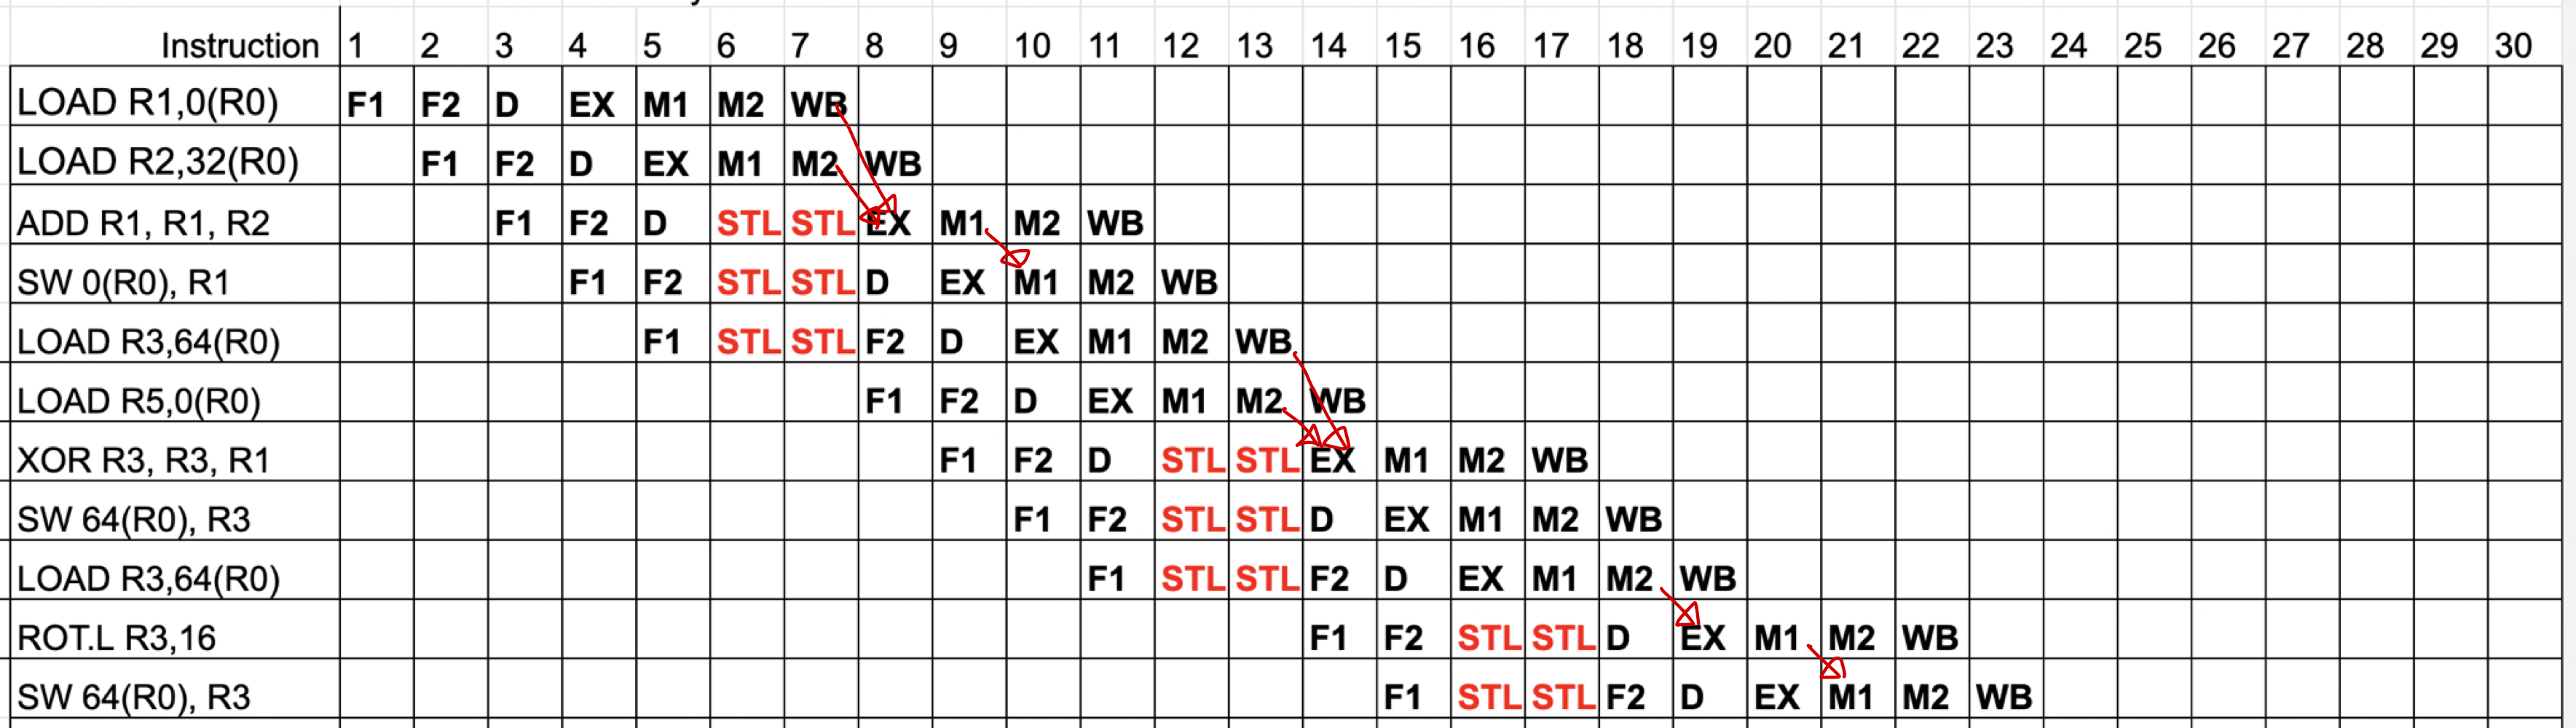 Instruction 1 2 3 4 5 6 7 8 9 10 11 12 13 14 15 16 17 18 19 20 21 22 23 24 25 26 27 28 29 30
LOAD R1,0(R0) F1 F2 D EX M1 M2 WB
LOAD R2,32(R0) F1 F2 D EX M1 M2 WB
ADD R1, R1, R2 F1 F2 D STL STL EX M1 M2 WB
SW 0(R0), R1 F1 F2 STL STL D EX M1 M2 WB
LOAD R3,64(R0) F1 STL STL F2 D EX M1 M2 WB
LOAD R5,0(R0) F1 F2 D EX M1 M2 WB
XOR R3, R3, R1 F1 F2 D STL STL EX M1 M2 WB
SW 64(R0), R3 F1 F2 STL STL D EX M1 M2 WB
LOAD R3,64(R0) F1 STL STL F2 D EX M1 M2 WB
ROT.L R3,16 F1 F2 STL STL D EX M1 M2 WB
SW 64(R0), R3 F1 STL STL F2 D EX M1 M2 WB